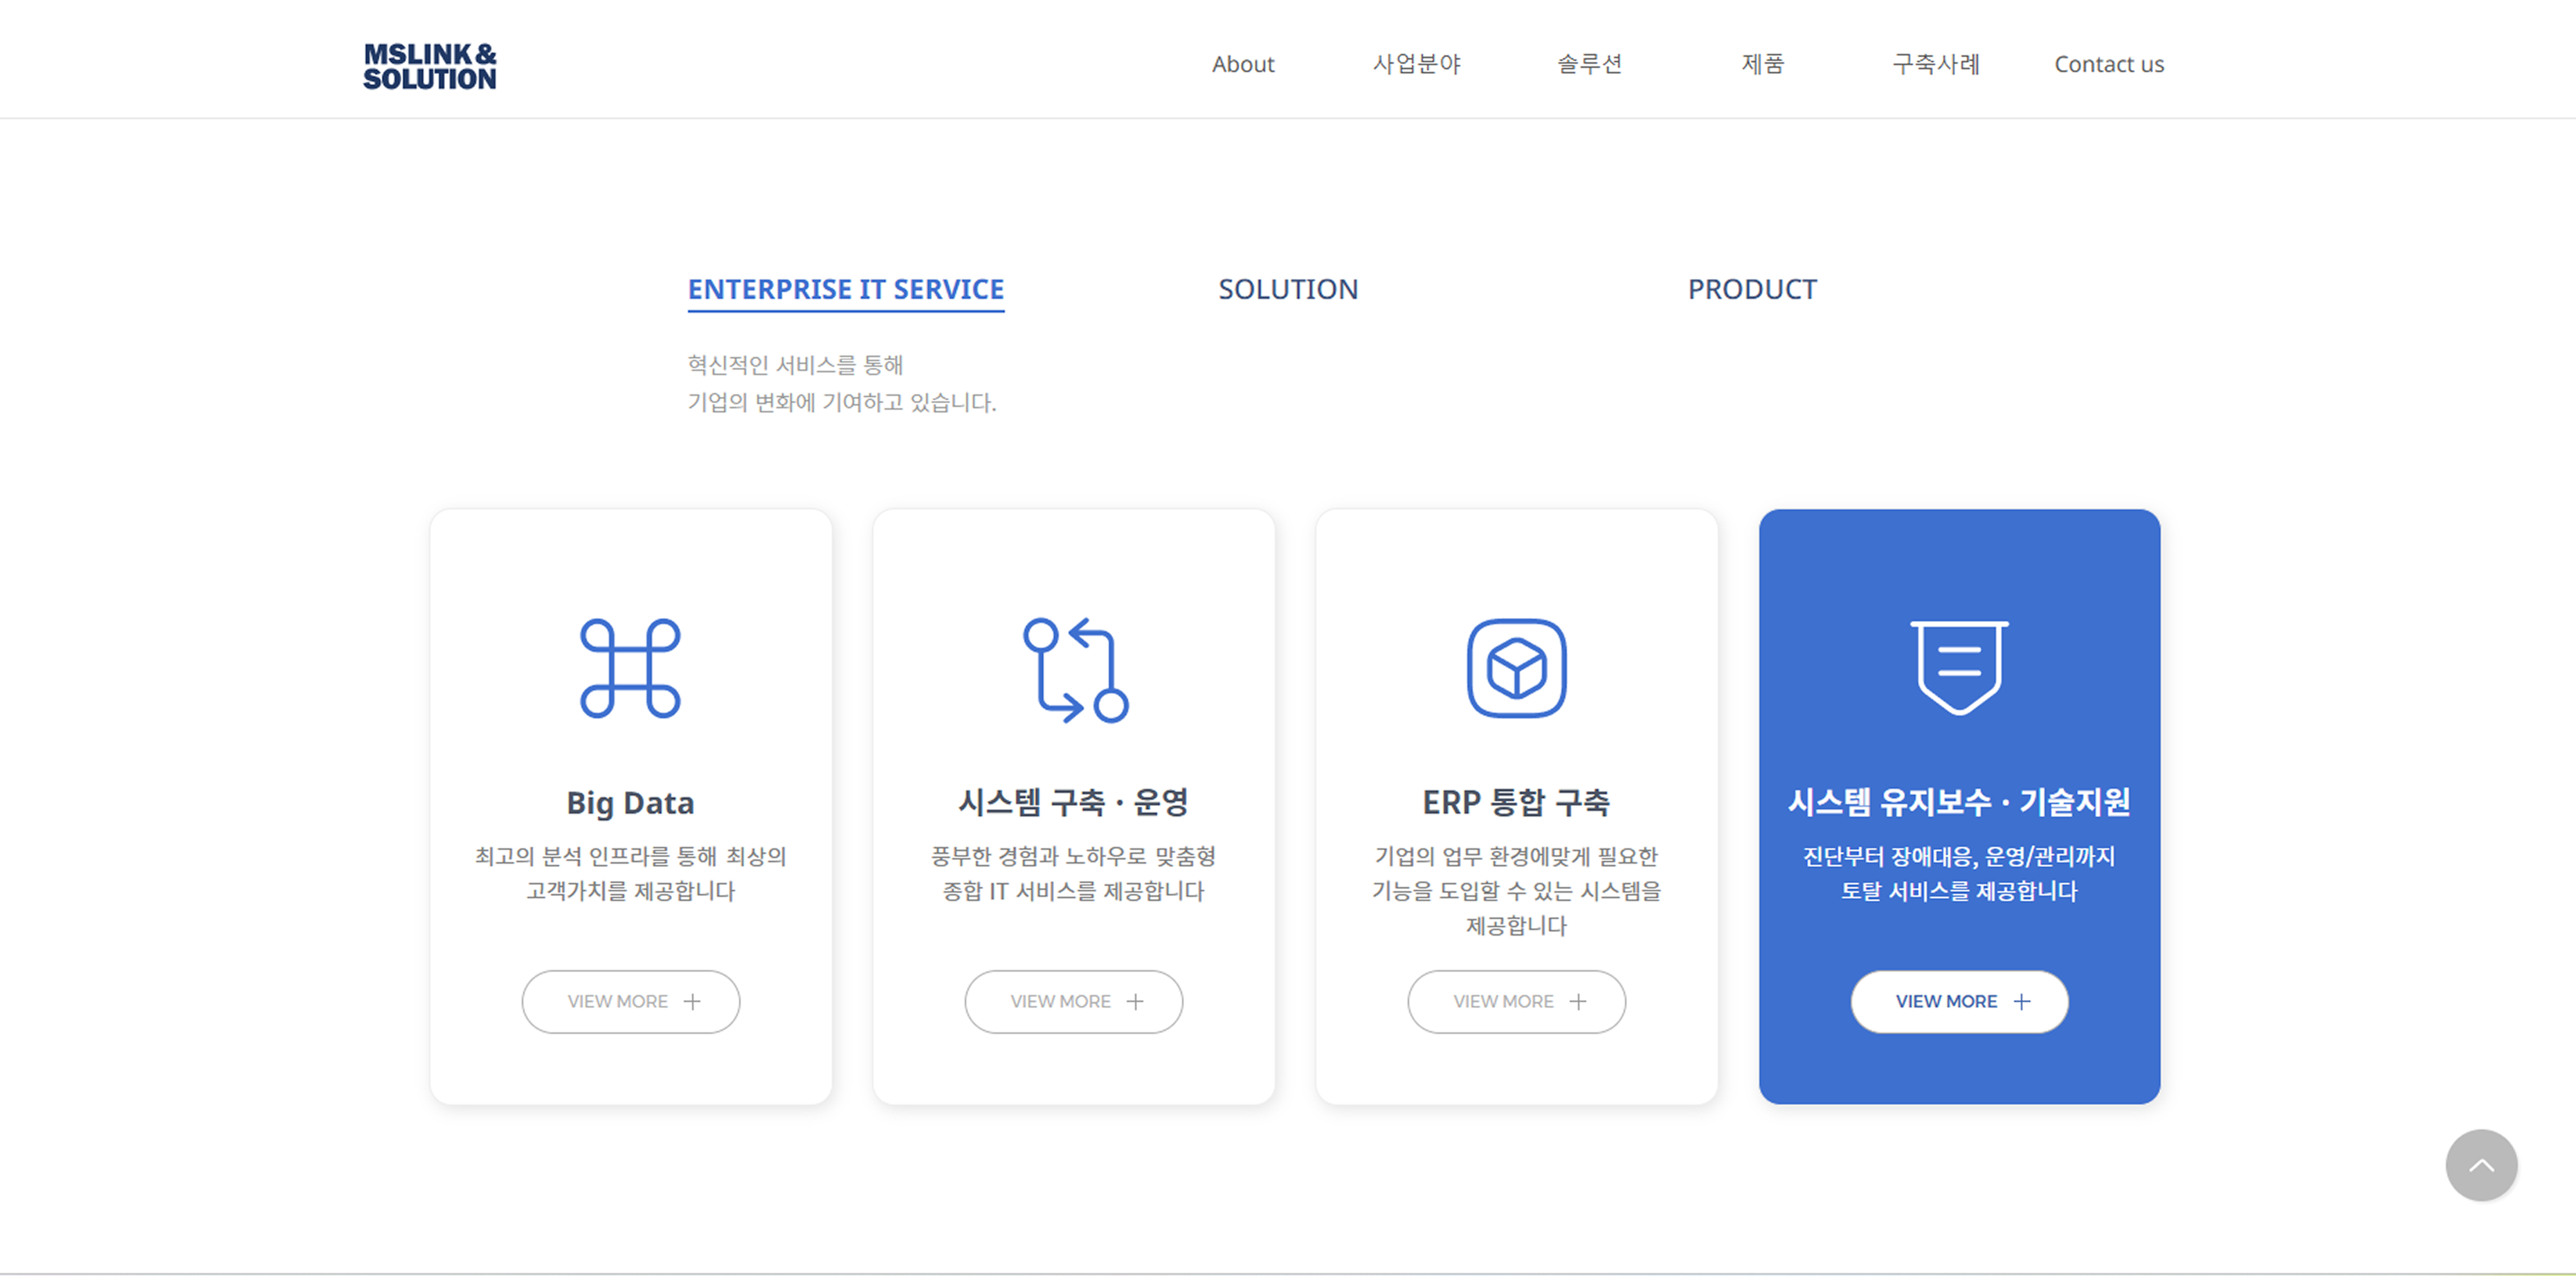 MSLINK &
SOLUTION
About
사업분야
솔루션
제품
구축사례
Contact us
ENTERPRISE IT SERVICE
SOLUTION
PRODUCT
혁신적인 서비스를 통해
기업의 변화에 기여하고 있습니다.
Big Data
최고의 분석 인프라를 통해 최상의
고객가치를 제공합니다
VIEW MORE
시스템 구축 · 운영
풍부한 경험과 노하우로 맞춤형
종합 IT 서비스를 제공합니다
VIEW MORE
ERP 통합 구축
기업의 업무 환경에맞게 필요한
기능을 도입할 수 있는 시스템을
제공합니다
VIEW MORE
시스템 유지보수 · 기술지원
진단부터 장애대응, 운영/관리까지
토탈 서비스를 제공합니다
VIEW MORE